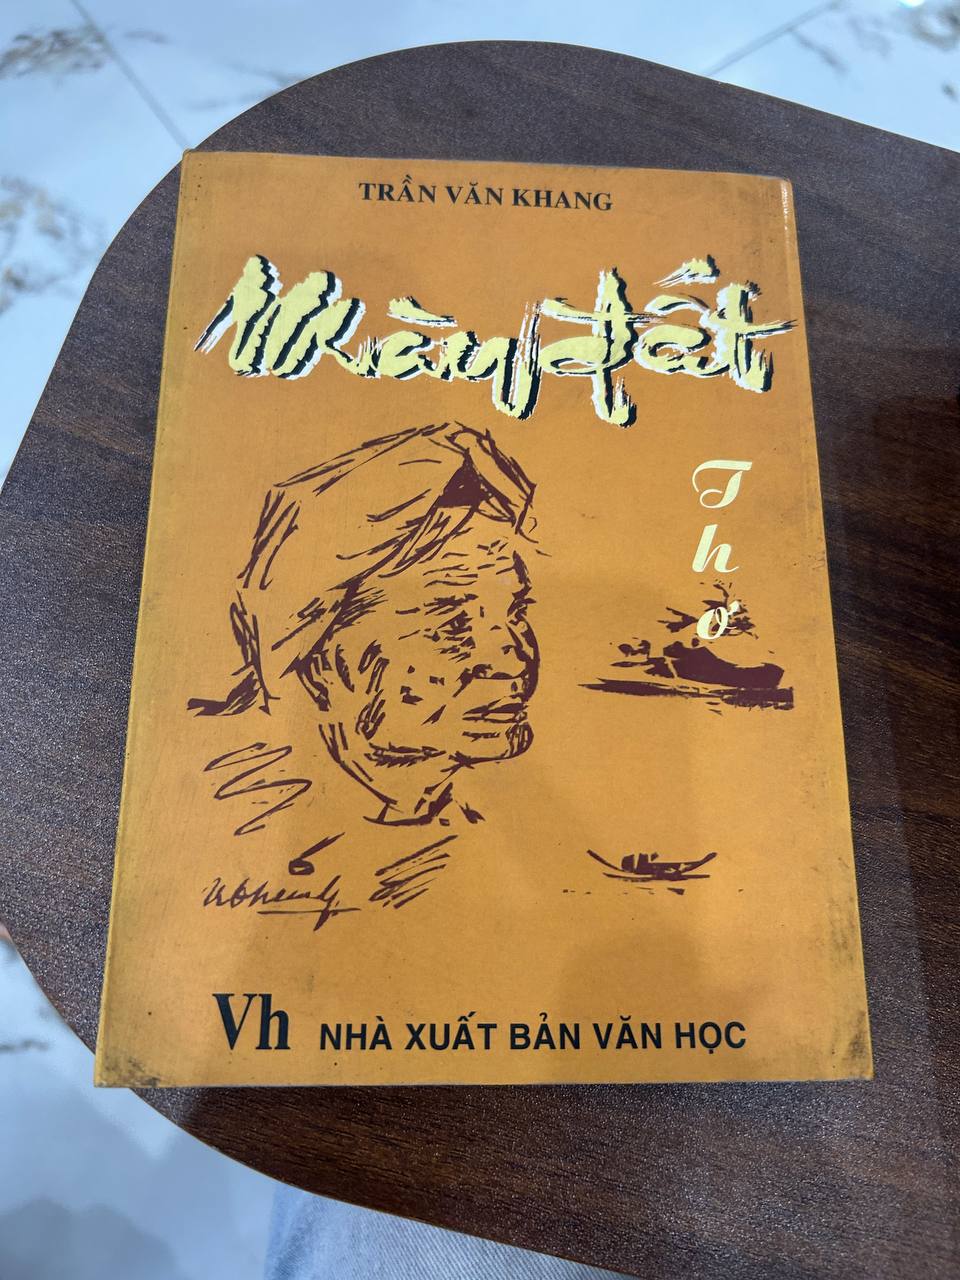 TRẦN VĂN KHANG
Màu đất
Thơ
Vh NHÀ XUẤT BẢN VĂN HỌC